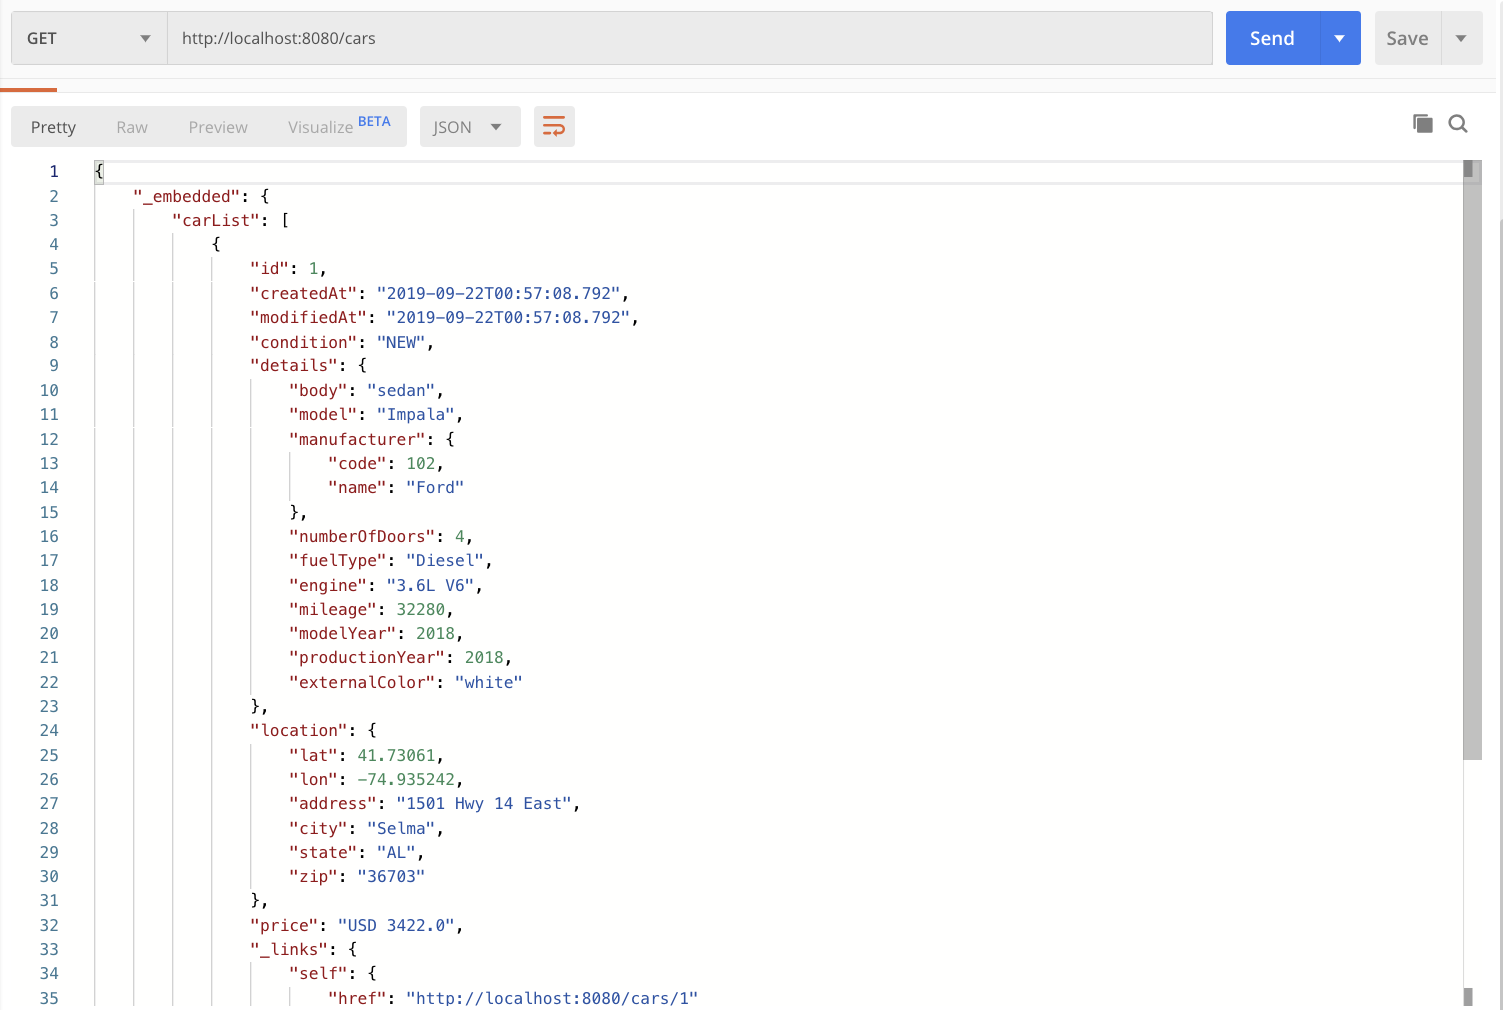 GET http://localhost:8080/cars Send Save
Pretty Raw Preview Visualize BETA JSON
1 {
2 "_embedded": {
3 "carList": [
4 {
5 "id": 1,
6 "createdAt": "2019-09-22T00:57:08.792",
7 "modifiedAt": "2019-09-22T00:57:08.792",
8 "condition": "NEW",
9 "details": {
10 "body": "sedan",
11 "model": "Impala",
12 "manufacturer": {
13 "code": 102,
14 "name": "Ford"
15 },
16 "numberOfDoors": 4,
17 "fuelType": "Diesel",
18 "engine": "3.6L V6",
19 "mileage": 32280,
20 "modelYear": 2018,
21 "productionYear": 2018,
22 "externalColor": "white"
23 },
24 "location": {
25 "lat": 41.73061,
26 "lon": -74.935242,
27 "address": "1501 Hwy 14 East",
28 "city": "Selma",
29 "state": "AL",
30 "zip": "36703"
31 },
32 "price": "USD 3422.0",
33 "_links": {
34 "self": {
35 "href": "http://localhost:8080/cars/1"